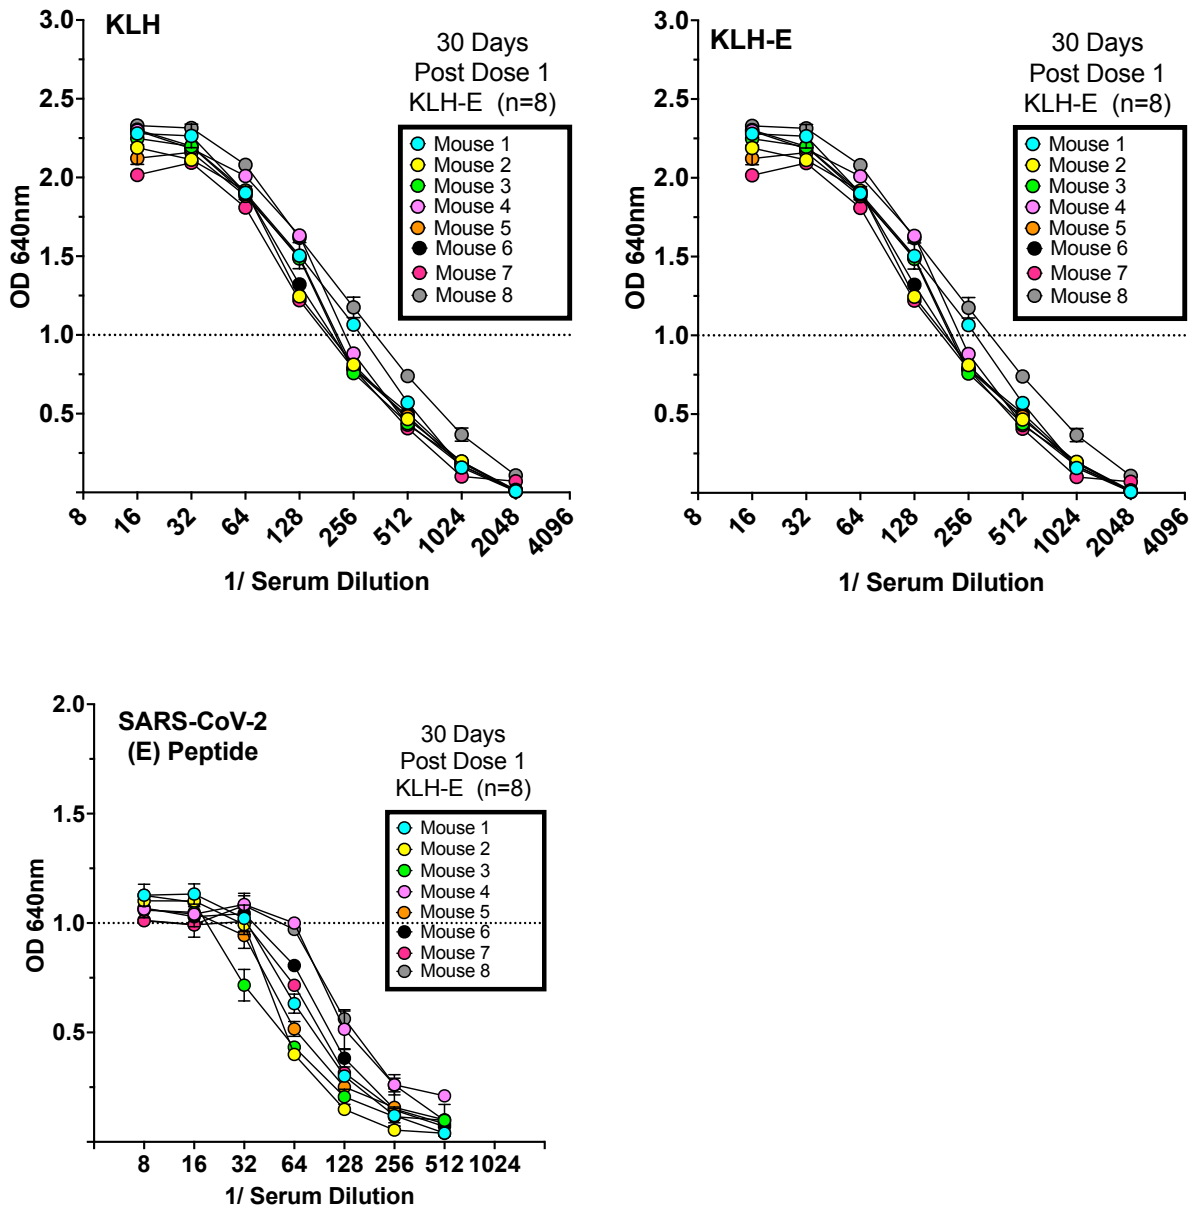 KLH
30 Days
Post Dose 1
KLH-E (n=8)
Mouse 1
Mouse 2
Mouse 3
Mouse 4
Mouse 5
Mouse 6
Mouse 7
Mouse 8
3.0
2.5
2.0
1.5
1.0
0.5
OD 640nm
8 16 32 64 128 256 512 1024 2048 4096
1/ Serum Dilution
KLH-E
30 Days
Post Dose 1
KLH-E (n=8)
Mouse 1
Mouse 2
Mouse 3
Mouse 4
Mouse 5
Mouse 6
Mouse 7
Mouse 8
3.0
2.5
2.0
1.5
1.0
0.5
OD 640nm
8 16 32 64 128 256 512 1024 2048 4096
1/ Serum Dilution
SARS-CoV-2
(E) Peptide
30 Days
Post Dose 1
KLH-E (n=8)
Mouse 1
Mouse 2
Mouse 3
Mouse 4
Mouse 5
Mouse 6
Mouse 7
Mouse 8
2.0
1.5
1.0
0.5
OD 640nm
8 16 32 64 128 256 512 1024
1/ Serum Dilution